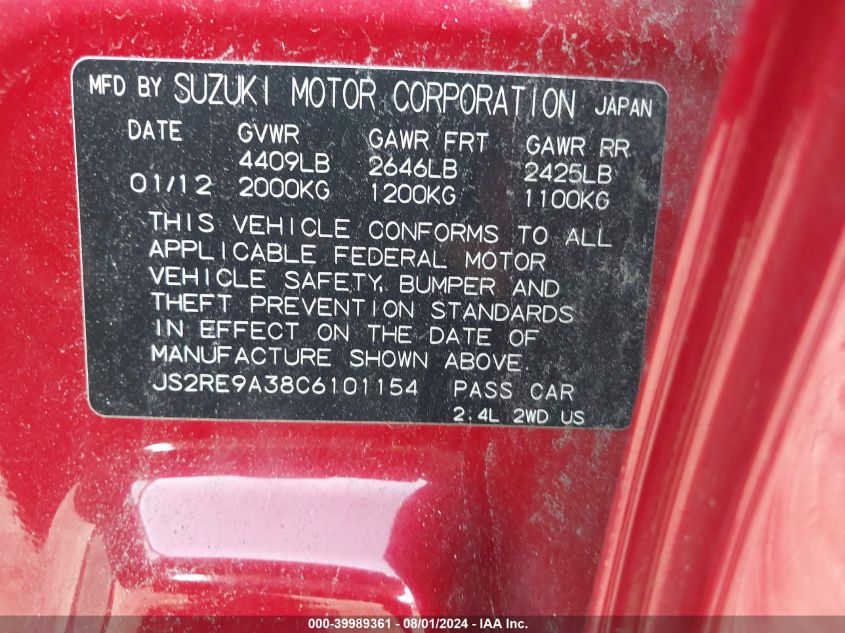 MFD BY SUZUKI MOTOR CORPORATION JAPAN
DATE GVWR GAWR FRT GAWR RR
4409LB 2646LB 2425LB
01/12 2000KG 1200KG 1100KG
THIS VEHICLE CONFORMS TO ALL
APPLICABLE FEDERAL MOTOR
VEHICLE SAFETY, BUMPER AND
THEFT PREVENTION STANDARDS
IN EFFECT ON THE DATE OF
MANUFACTURE SHOWN ABOVE.
JS2RE9A38C6101154 PASS CAR
2.4L 2WD US
000-39989361 - 08/01/2024 - IAA, Inc.